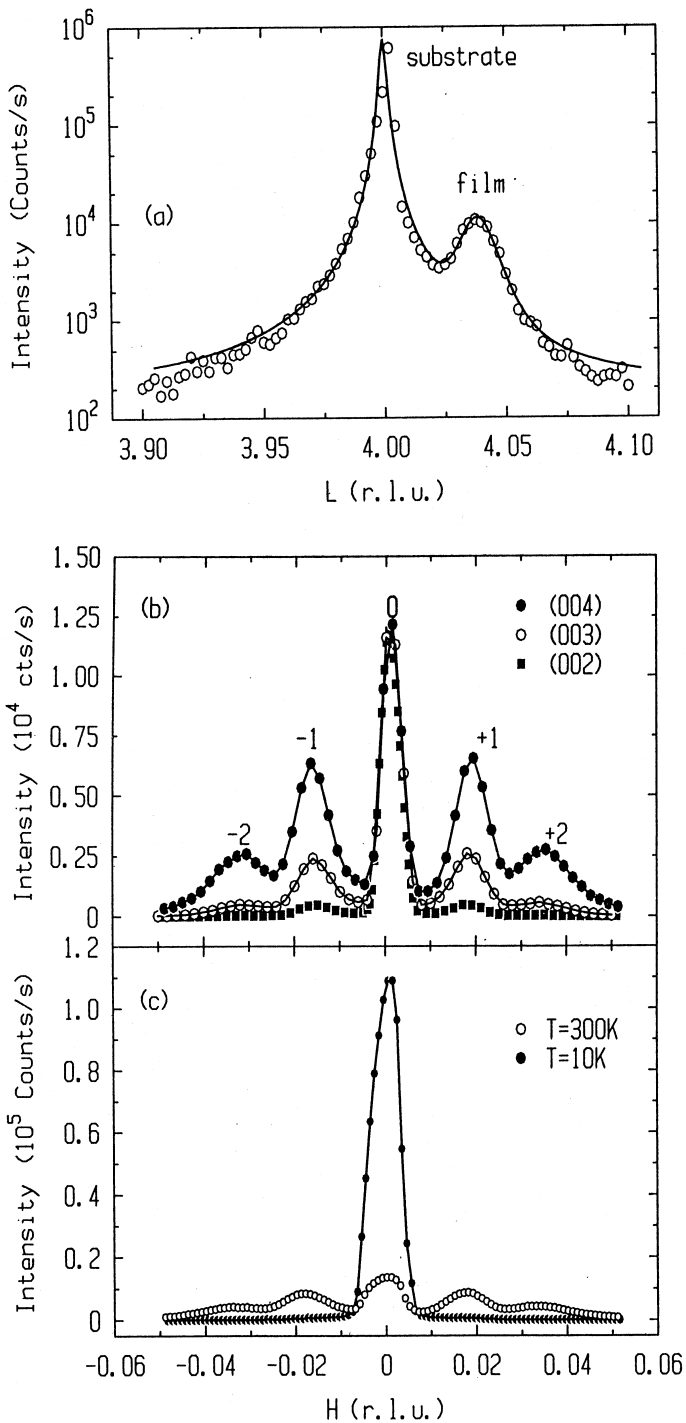 10^6
10^5
10^4
10^3
10^2
Intensity (Counts/s)
(a)
substrate
film
3.90 3.95 4.00 4.05 4.10
L (r.l.u.)
1.50
1.25
1.00
0.75
0.50
0.25
0
Intensity (10^4 cts/s)
(b)
0
-1
+1
-2
+2
(004)
(003)
(002)
1.2
1.0
0.8
0.6
0.4
0.2
0
Intensity (10^5 Counts/s)
(c)
T=300K
T=10K
-0.06 -0.04 -0.02 0 0.02 0.04 0.06
H (r.l.u.)